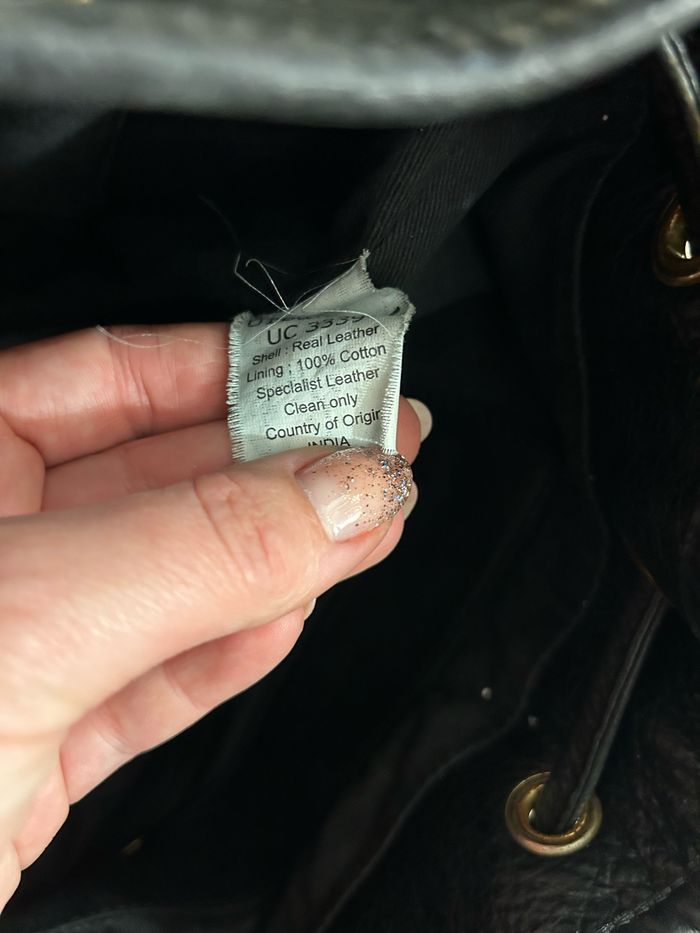 UC 3339
Shell : Real Leather
Lining : 100% Cotton
Specialist Leather
Clean only
Country of Origin
INDIA